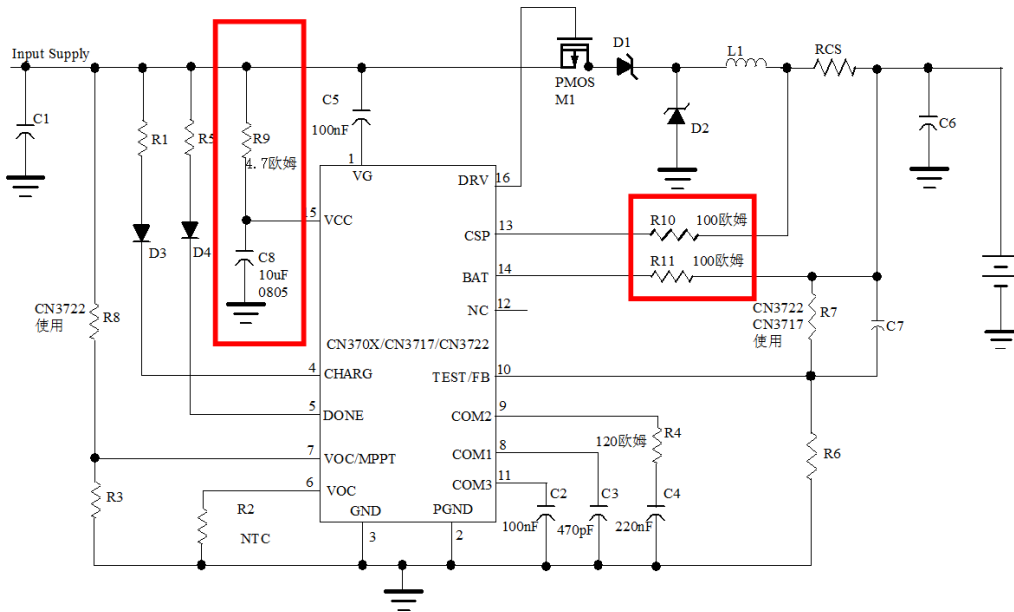 Input Supply
C1
R1
R5
R9
4.7欧姆
C5
100nF
PMOS
M1
D1
D2
L1
RCS
C6
1
VG
DRV
16
15
VCC
CSP
13
R10
100欧姆
D3
D4
C8
10uF
0805
BAT
14
R11
100欧姆
NC
12
CN3722
使用
R8
CN3722
CN3717
使用
R7
C7
CN370X/CN3717/CN3722
4
CHARG
TEST/FB
10
5
DONE
COM2
9
120欧姆
R4
7
VOC/MPPT
COM1
8
R6
6
VOC
COM3
11
R3
R2
NTC
GND
3
PGND
2
C2
100nF
C3
470pF
C4
220nF